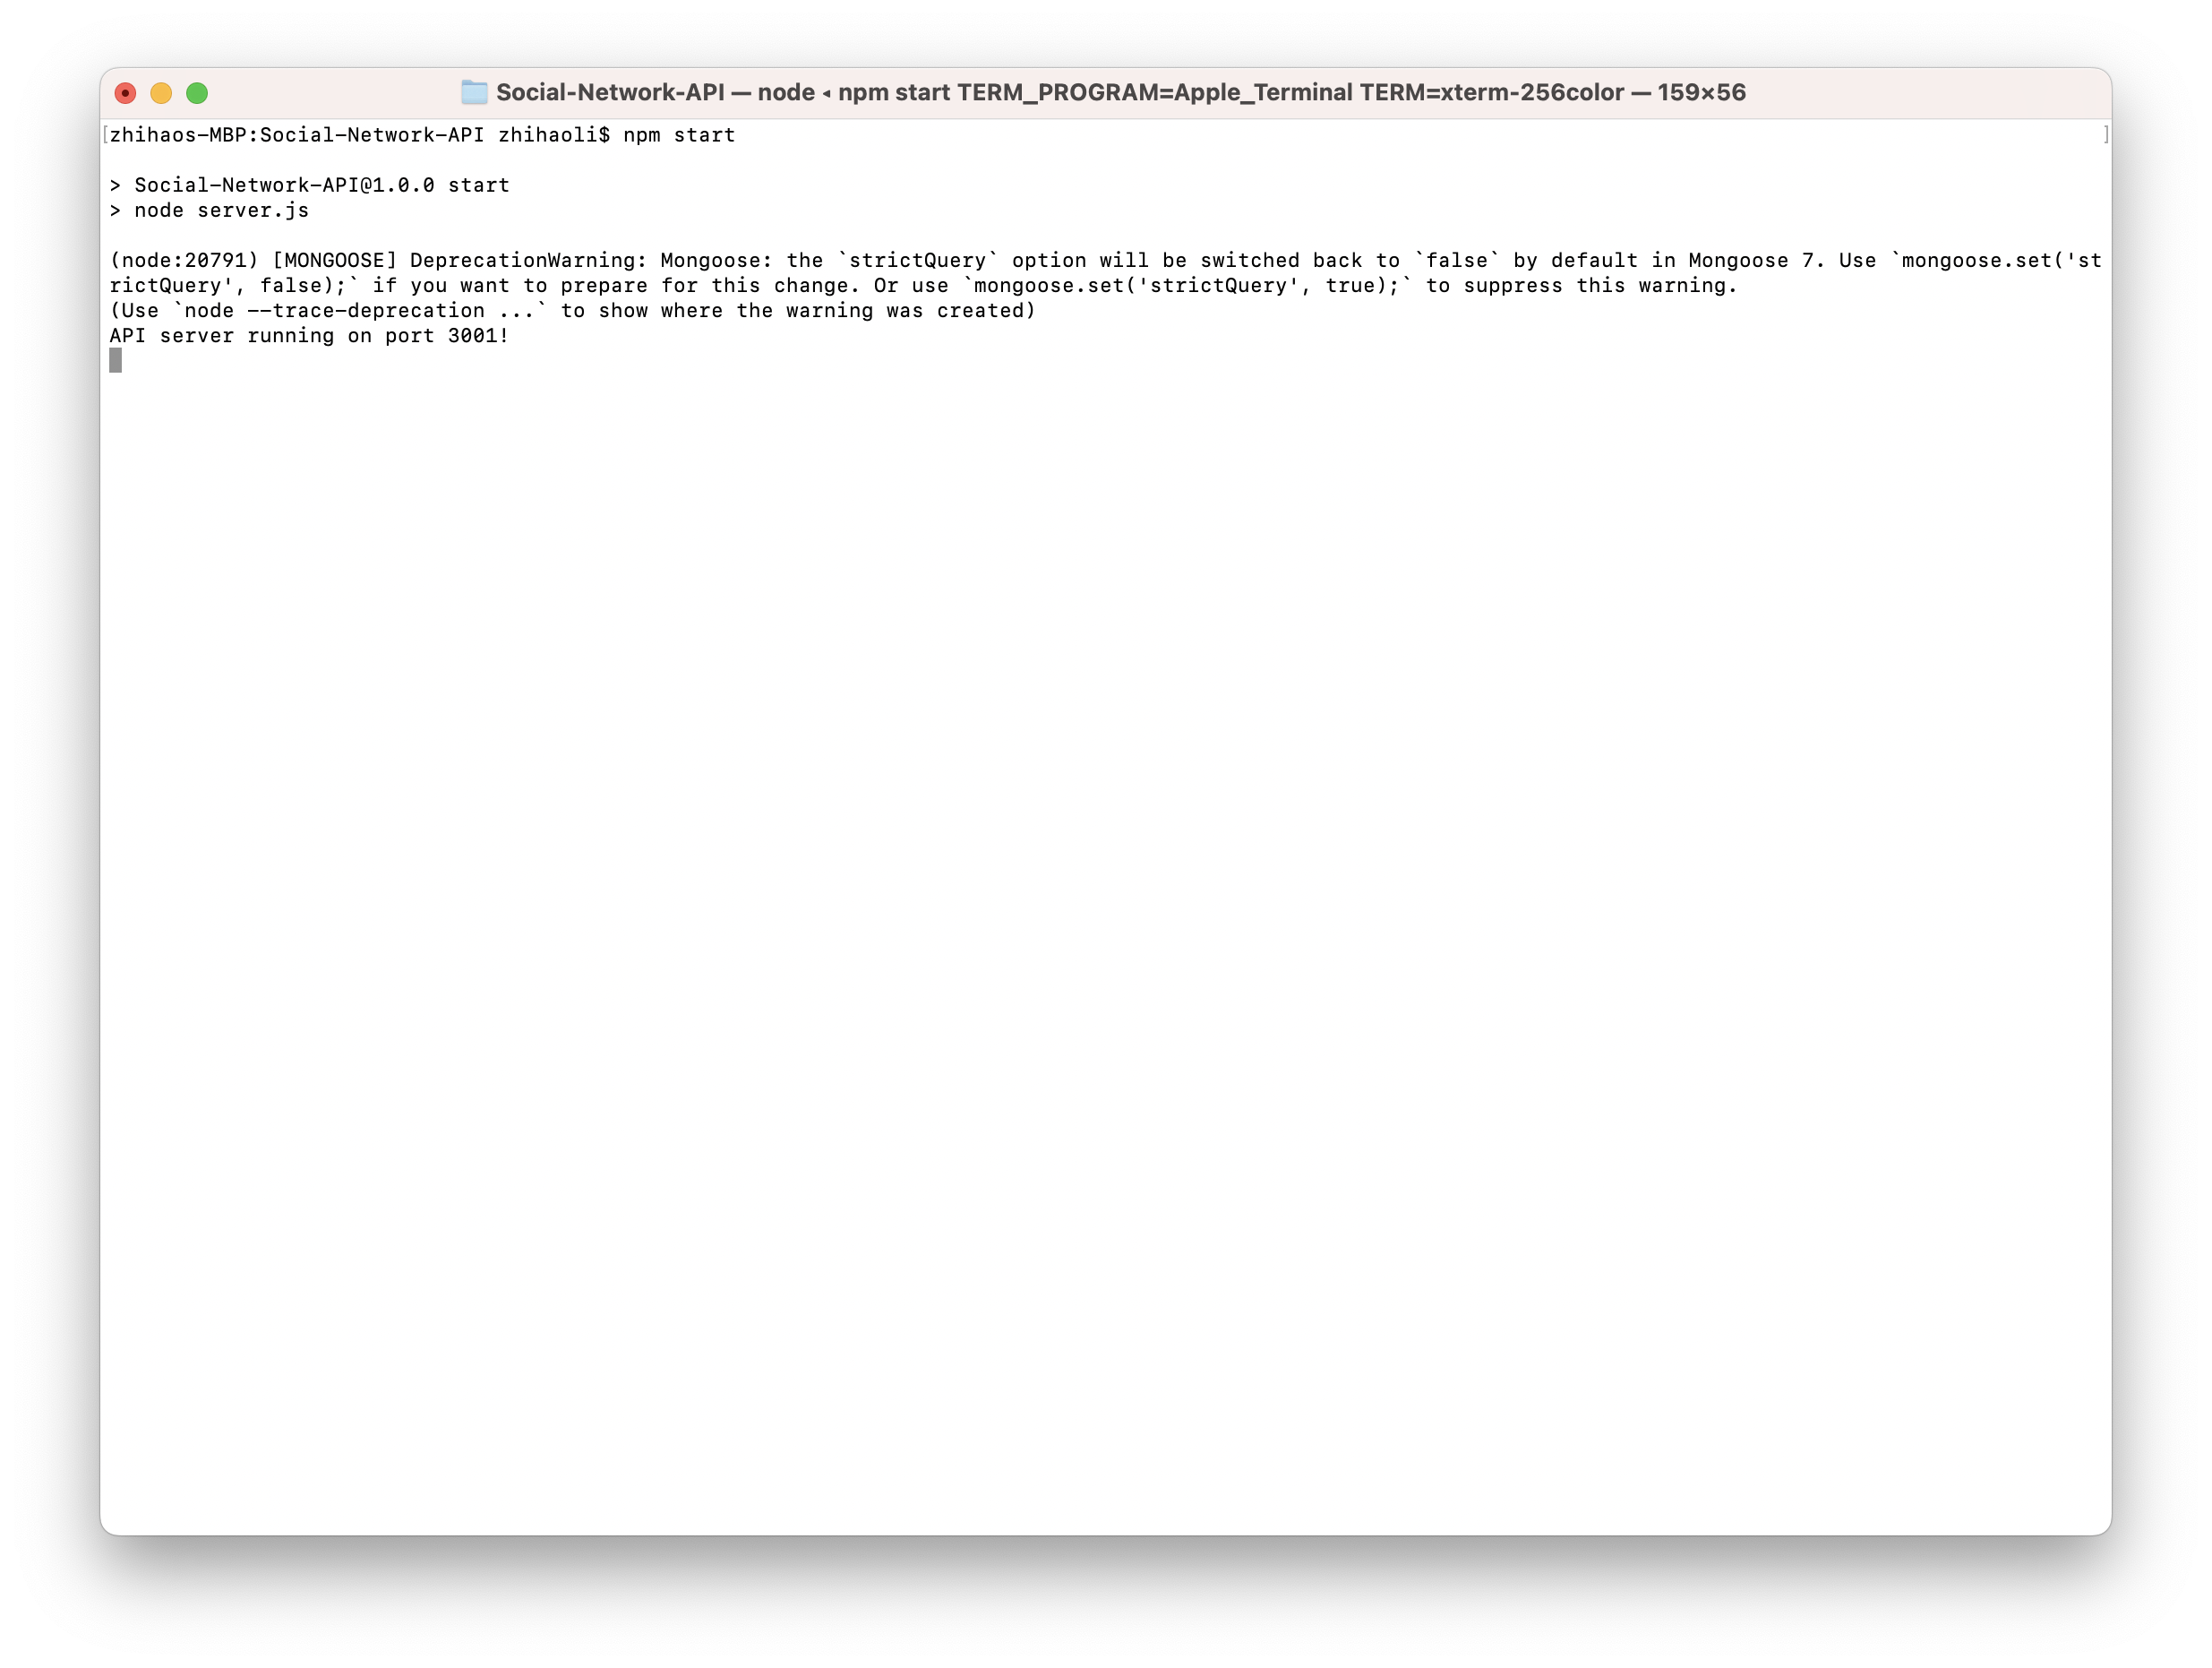 Social-Network-API — node ◂ npm start TERM_PROGRAM=Apple_Terminal TERM=xterm-256color — 159×56
[zhihaos-MBP:Social-Network-API zhihaoli$ npm start ]
> Social-Network-API@1.0.0 start
> node server.js
(node:20791) [MONGOOSE] DeprecationWarning: Mongoose: the `strictQuery` option will be switched back to `false` by default in Mongoose 7. Use `mongoose.set('st
rictQuery', false);` if you want to prepare for this change. Or use `mongoose.set('strictQuery', true);` to suppress this warning.
(Use `node --trace-deprecation ...` to show where the warning was created)
API server running on port 3001!